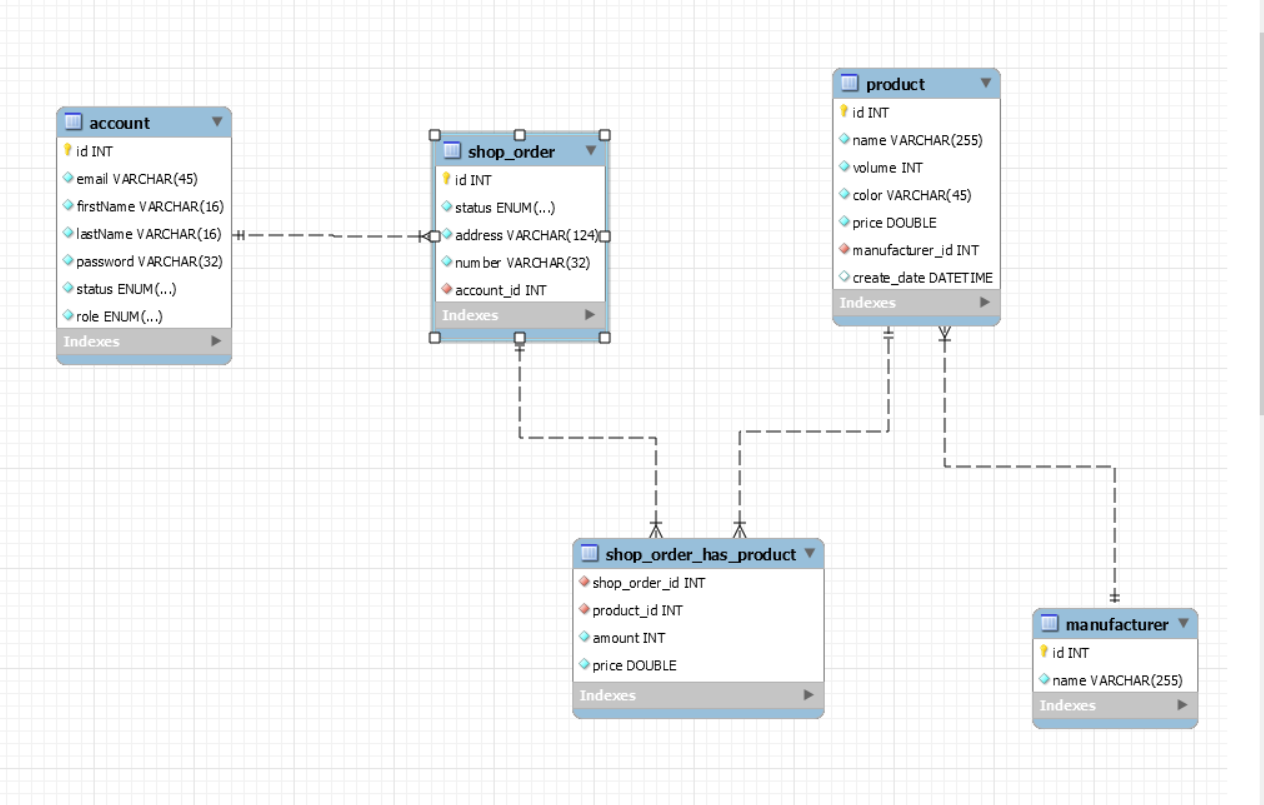 account
id INT
email VARCHAR(45)
firstName VARCHAR(16)
lastName VARCHAR(16)
password VARCHAR(32)
status ENUM(...)
role ENUM(...)
Indexes
shop_order
id INT
status ENUM(...)
address VARCHAR(124)
number VARCHAR(32)
account_id INT
Indexes
product
id INT
name VARCHAR(255)
volume INT
color VARCHAR(45)
price DOUBLE
manufacturer_id INT
create_date DATETIME
Indexes
shop_order_has_product
shop_order_id INT
product_id INT
amount INT
price DOUBLE
Indexes
manufacturer
id INT
name VARCHAR(255)
Indexes